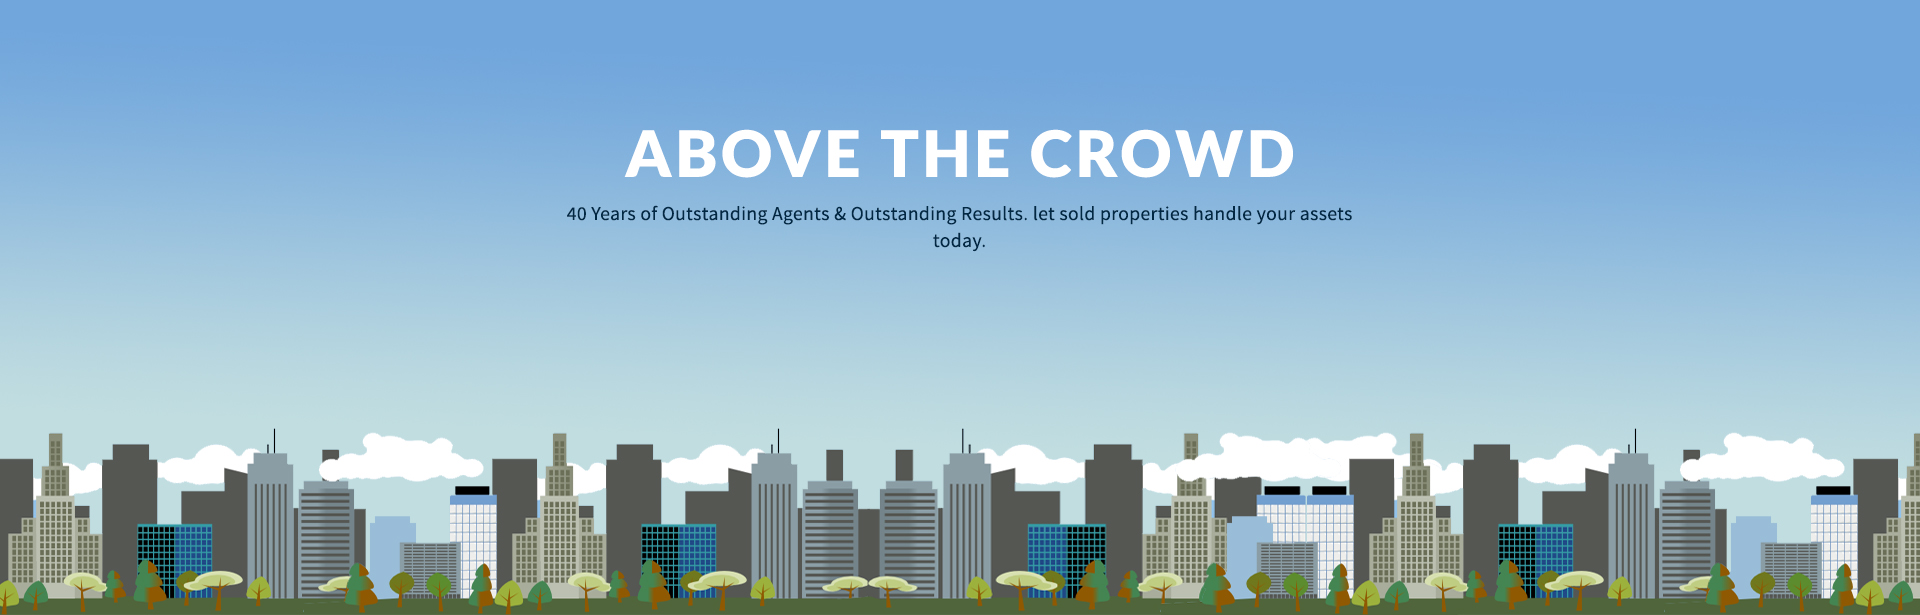 ABOVE THE CROWD
40 Years of Outstanding Agents & Outstanding Results. let sold properties handle your assets
today.